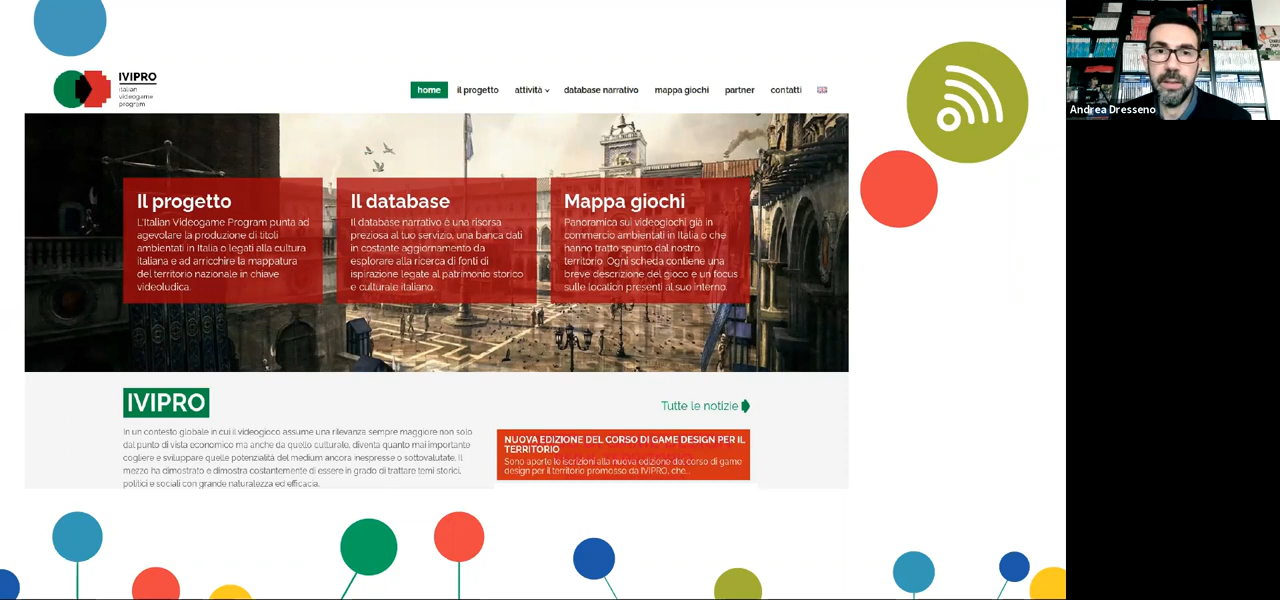 IVIPRO
italian
videogame
program
home il progetto attività database narrativo mappa giochi partner contatti
Andrea Dresseno
Il progetto
L'Italian Videogame Program punta ad
agevolare la produzione di titoli
ambientati in Italia o legati alla cultura
italiana e ad arricchire la mappatura
del territorio nazionale in chiave
videoludica.
Il database
Il database narrativo è una risorsa
preziosa al tuo servizio, una banca dati
in costante aggiornamento da
esplorare alla ricerca di fonti di
ispirazione legate al patrimonio storico
e culturale italiano.
Mappa giochi
Panoramica sui videogiochi già in
commercio ambientati in Italia o che
hanno tratto spunto dal nostro
territorio. Ogni scheda contiene una
breve descrizione del gioco e un focus
sulle location presenti al suo interno.
IVIPRO
In un contesto globale in cui il videogioco assume una rilevanza sempre maggiore non solo
dal punto di vista economico ma anche da quello culturale, diventa quanto mai importante
cogliere e sviluppare quelle potenzialità del medium ancora inespresse o sottovalutate. Il
mezzo ha dimostrato e dimostra costantemente di essere in grado di trattare temi storici,
politici e sociali con grande naturalezza ed efficacia.
Tutte le notizie
NUOVA EDIZIONE DEL CORSO DI GAME DESIGN PER IL
TERRITORIO
Sono aperte le iscrizioni alla nuova edizione del corso di game
design per il territorio promosso da IVIPRO, che...